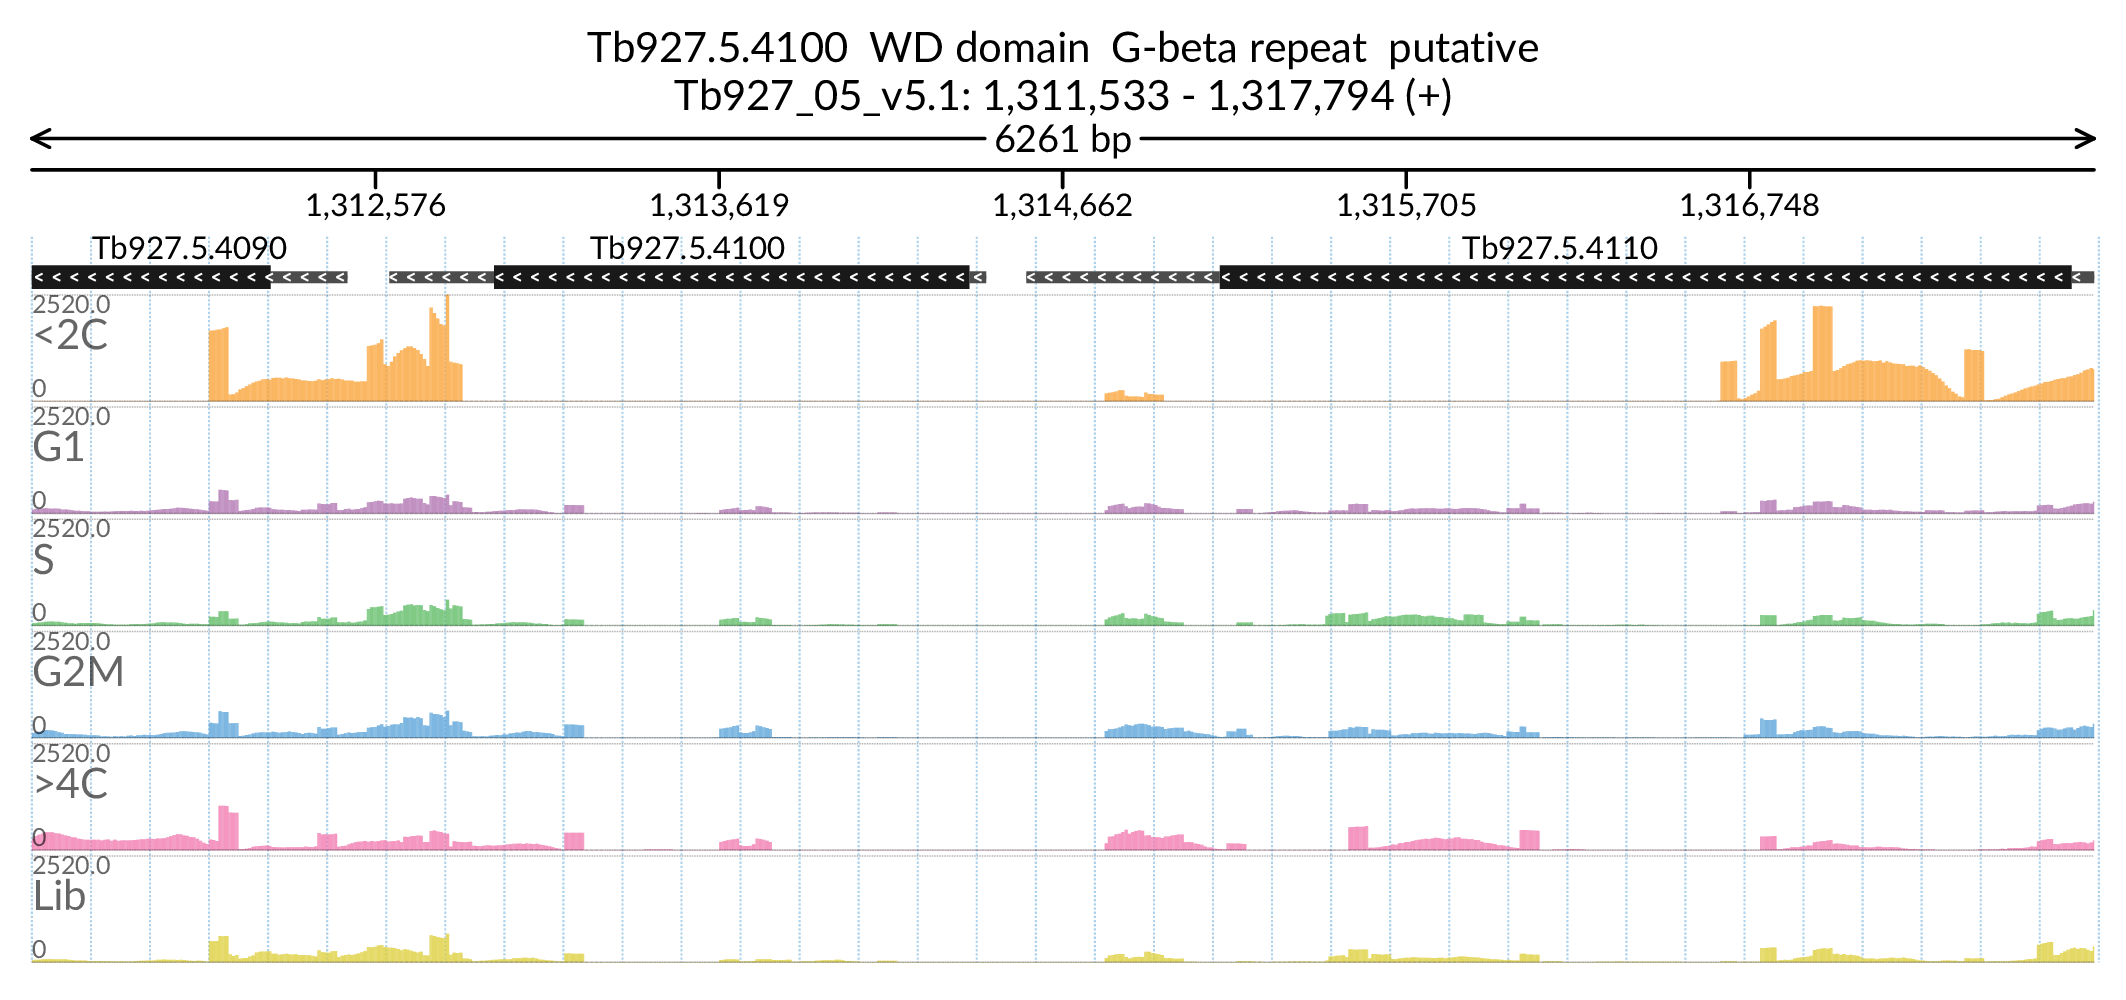 Tb927.5.4100 WD domain G-beta repeat putative
Tb927_05_v5.1: 1,311,533 - 1,317,794 (+)
6261 bp
1,312,576 1,313,619 1,314,662 1,315,705 1,316,748
Tb927.5.4090 Tb927.5.4100 Tb927.5.4110
2520.0
<2C
0
2520.0
G1
0
2520.0
S
0
2520.0
G2M
0
2520.0
>4C
0
2520.0
Lib
0